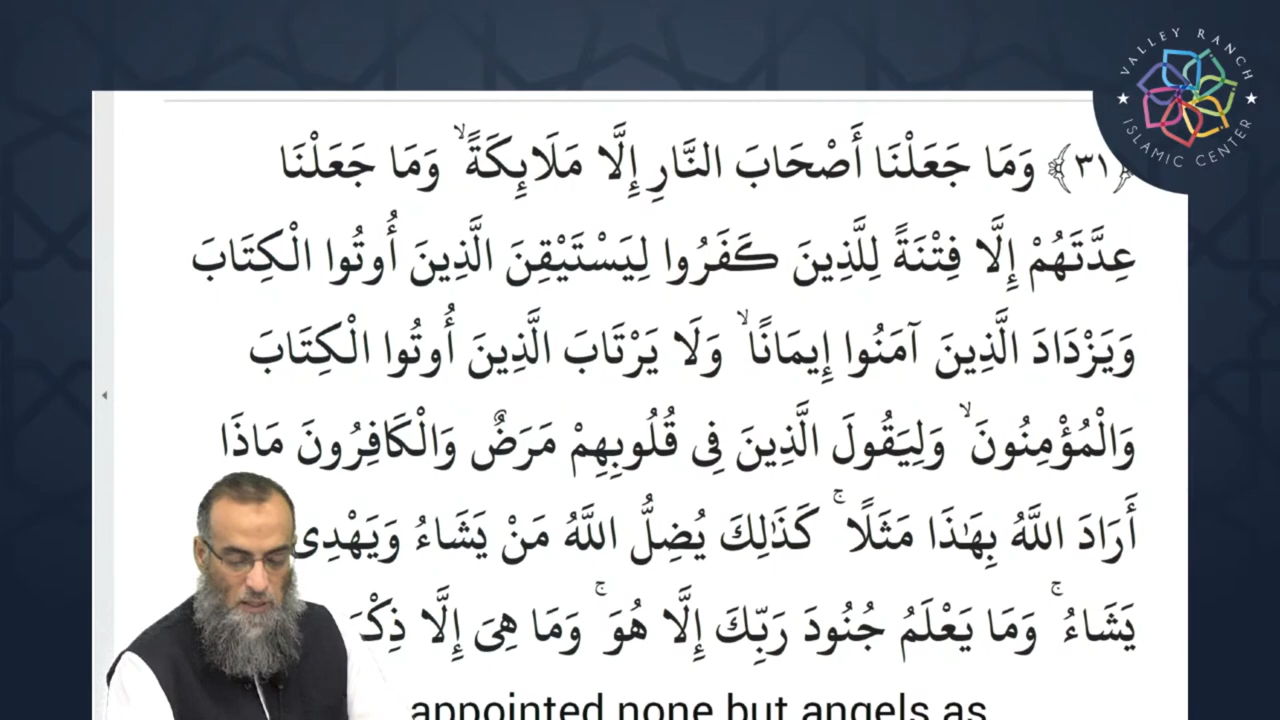 ﴿٣١﴾ وَمَا جَعَلْنَا أَصْحَابَ النَّارِ إِلَّا مَلَائِكَةً ۙ وَمَا جَعَلْنَا
عِدَّتَهُمْ إِلَّا فِتْنَةً لِلَّذِينَ كَفَرُوا لِيَسْتَيْقِنَ الَّذِينَ أُوتُوا الْكِتَابَ
وَيَزْدَادَ الَّذِينَ آمَنُوا إِيمَانًا ۙ وَلَا يَرْتَابَ الَّذِينَ أُوتُوا الْكِتَابَ
وَالْمُؤْمِنُونَ ۙ وَلِيَقُولَ الَّذِينَ فِى قُلُوبِهِمْ مَرَضٌ وَالْكَافِرُونَ مَاذَا
أَرَادَ اللَّهُ بِهَٰذَا مَثَلًا ۚ كَذَٰلِكَ يُضِلُّ اللَّهُ مَنْ يَشَاءُ وَيَهْدِى
يَشَاءُ ۚ وَمَا يَعْلَمُ جُنُودَ رَبِّكَ إِلَّا هُوَ ۚ وَمَا هِىَ إِلَّا
appointed none but angels as
VALLEY RANCH
ISLAMIC CENTER